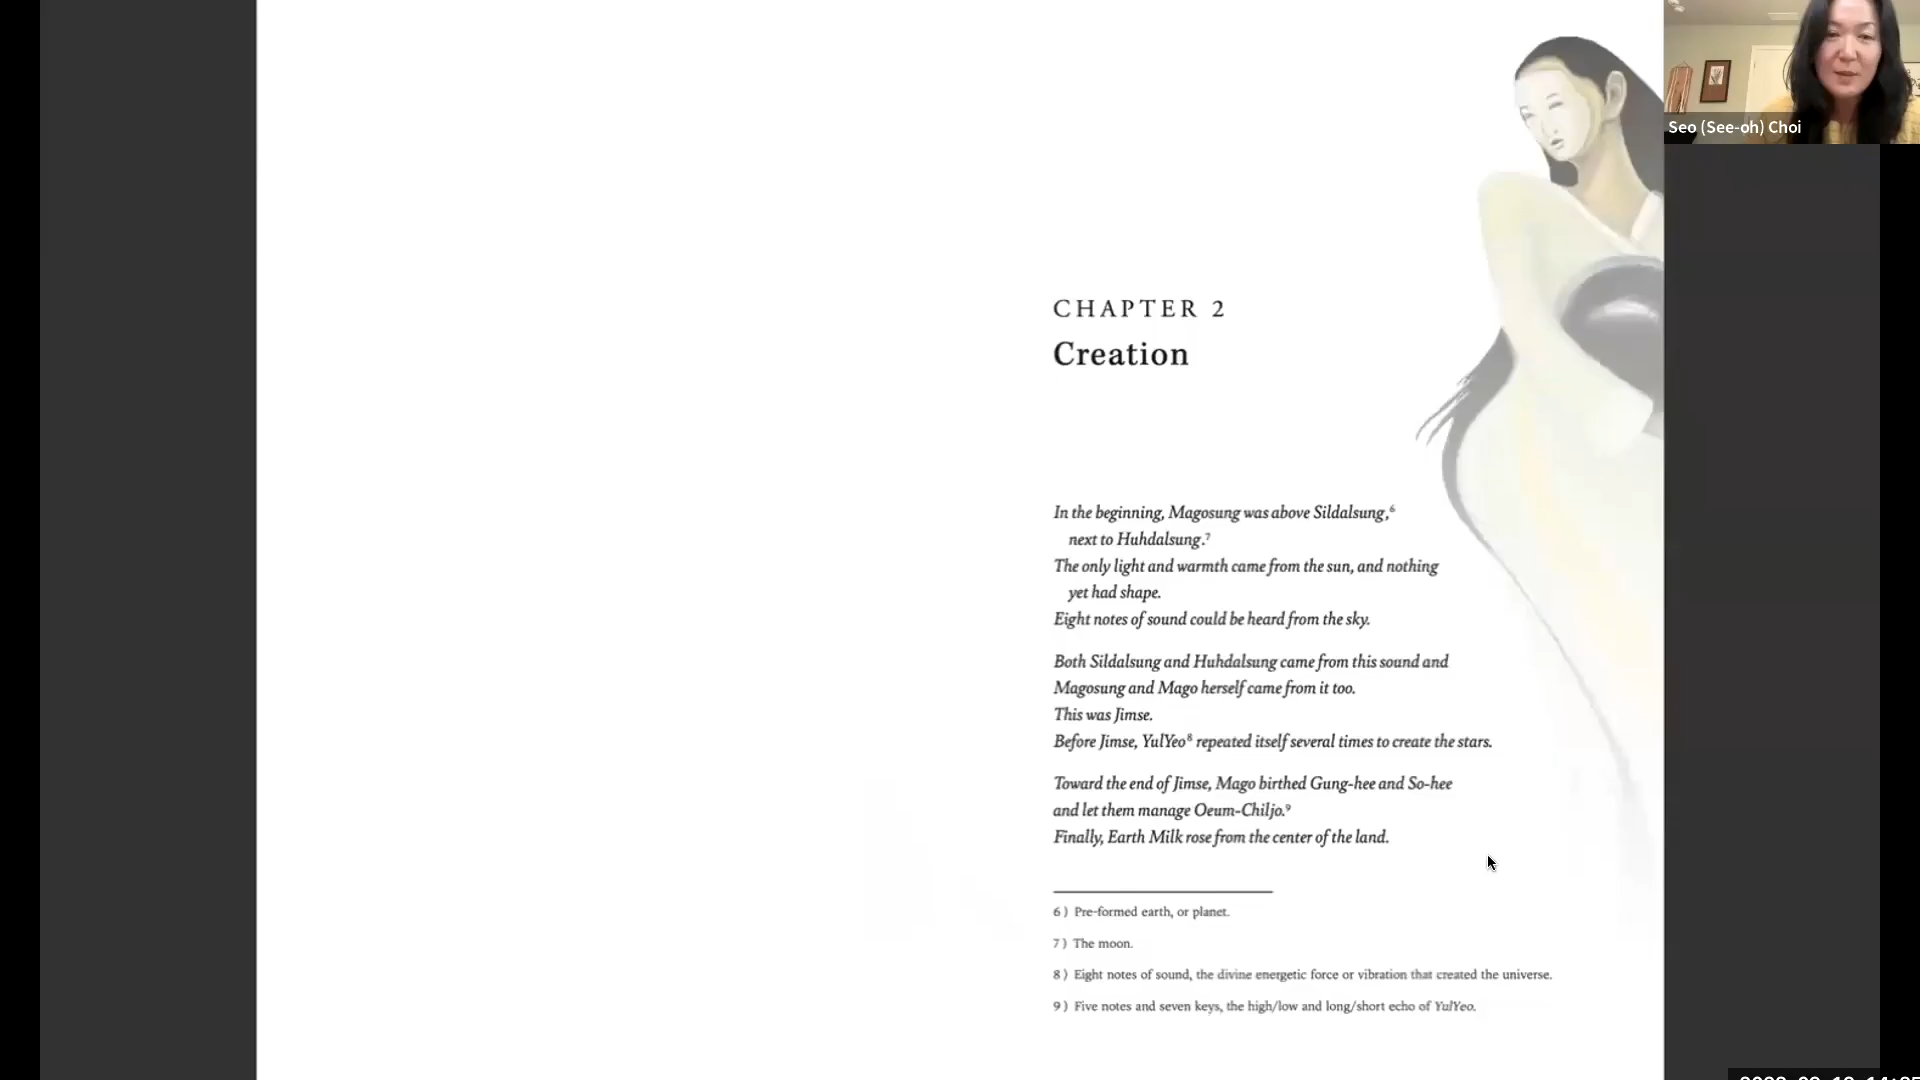 Seo (See-oh) Choi
CHAPTER 2
Creation
In the beginning, Magosung was above Sildalsung,⁶
next to Huhdalsung.⁷
The only light and warmth came from the sun, and nothing
yet had shape.
Eight notes of sound could be heard from the sky.
Both Sildalsung and Huhdalsung came from this sound and
Magosung and Mago herself came from it too.
This was Jimse.
Before Jimse, YulYeo⁸ repeated itself several times to create the stars.
Toward the end of Jimse, Mago birthed Gung-hee and So-hee
and let them manage Oeum-Chiljo.⁹
Finally, Earth Milk rose from the center of the land.
6 ) Pre-formed earth, or planet.
7 ) The moon.
8 ) Eight notes of sound, the divine energetic force or vibration that created the universe.
9 ) Five notes and seven keys, the high/low and long/short echo of YulYeo.